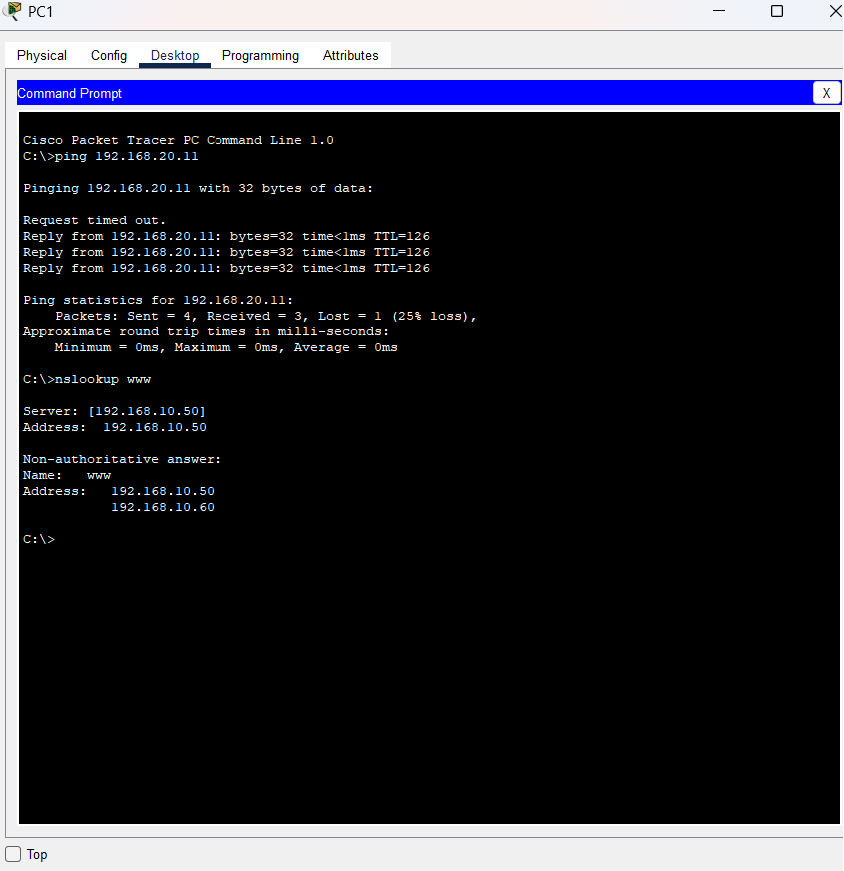 PC1
Physical Config Desktop Programming Attributes
Command Prompt X
Cisco Packet Tracer PC Command Line 1.0
C:\>ping 192.168.20.11
Pinging 192.168.20.11 with 32 bytes of data:
Request timed out.
Reply from 192.168.20.11: bytes=32 time<1ms TTL=126
Reply from 192.168.20.11: bytes=32 time<1ms TTL=126
Reply from 192.168.20.11: bytes=32 time<1ms TTL=126
Ping statistics for 192.168.20.11:
    Packets: Sent = 4, Received = 3, Lost = 1 (25% loss),
Approximate round trip times in milli-seconds:
    Minimum = 0ms, Maximum = 0ms, Average = 0ms
C:\>nslookup www
Server: [192.168.10.50]
Address:  192.168.10.50
Non-authoritative answer:
Name:   www
Address:   192.168.10.50
           192.168.10.60
C:\>
Top